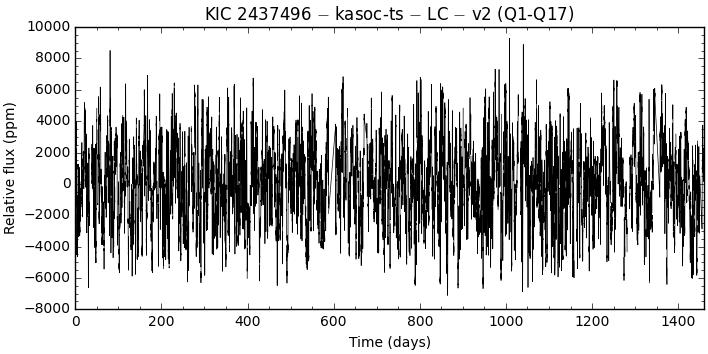 KIC 2437496 − kasoc-ts − LC − v2 (Q1-Q17)
10000
8000
6000
4000
2000
0
−2000
−4000
−6000
−8000
Relative flux (ppm)
0 200 400 600 800 1000 1200 1400
Time (days)